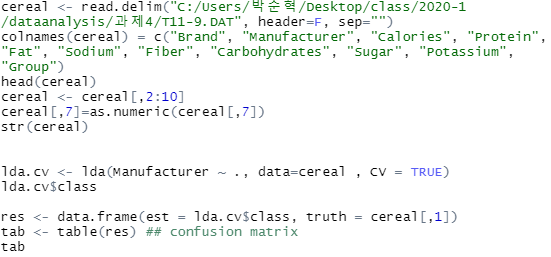 cereal <- read.delim("C:/Users/박순혁/Desktop/class/2020-1
/dataanalysis/과제4/T11-9.DAT", header=F, sep="")
colnames(cereal) = c("Brand", "Manufacturer", "Calories", "Protein",
"Fat", "Sodium", "Fiber", "Carbohydrates", "Sugar", "Potassium",
"Group")
head(cereal)
cereal <- cereal[,2:10]
cereal[,7]=as.numeric(cereal[,7])
str(cereal)
lda.cv <- lda(Manufacturer ~ ., data=cereal , CV = TRUE)
lda.cv$class
res <- data.frame(est = lda.cv$class, truth = cereal[,1])
tab <- table(res) ## confusion matrix
tab